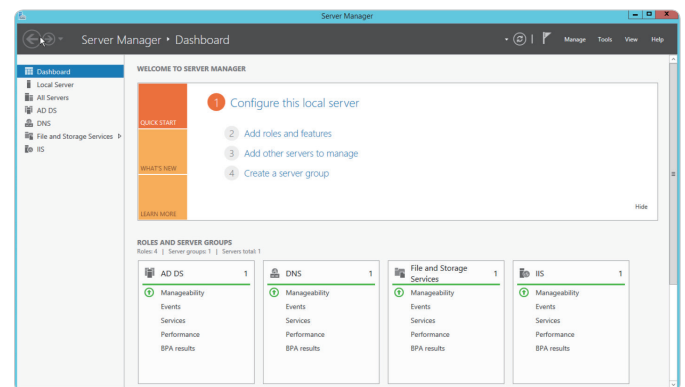 Server Manager
Server Manager ‣ Dashboard
Manage Tools View Help
Dashboard
Local Server
All Servers
AD DS
DNS
File and Storage Services
IIS
WELCOME TO SERVER MANAGER
QUICK START
WHAT'S NEW
LEARN MORE
1 Configure this local server
2 Add roles and features
3 Add other servers to manage
4 Create a server group
Hide
ROLES AND SERVER GROUPS
Roles: 4 | Server groups: 1 | Servers total: 1
AD DS 1
Manageability
Events
Services
Performance
BPA results
DNS 1
Manageability
Events
Services
Performance
BPA results
File and Storage
Services 1
Manageability
Events
Services
Performance
BPA results
IIS 1
Manageability
Events
Services
Performance
BPA results